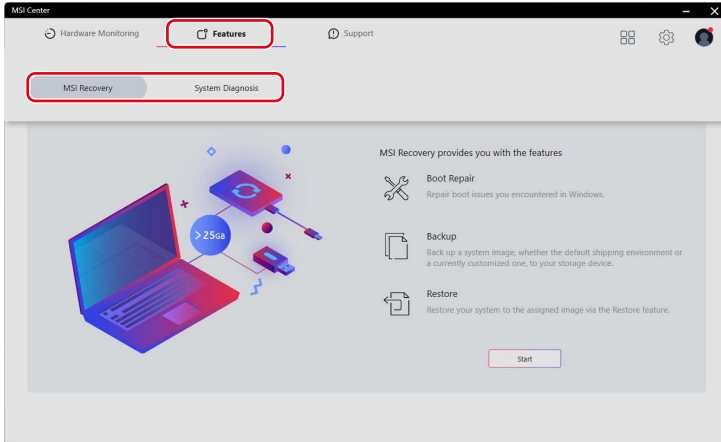 MSI Center
Hardware Monitoring
Features
Support
MSI Recovery
System Diagnosis
MSI Recovery provides you with the features
Boot Repair
Repair boot issues you encountered in Windows.
>25GB
Backup
Back up a system image, whether the default shipping environment or
a currently customized one, to your storage device.
Restore
Restore your system to the assigned image via the Restore feature.
Start